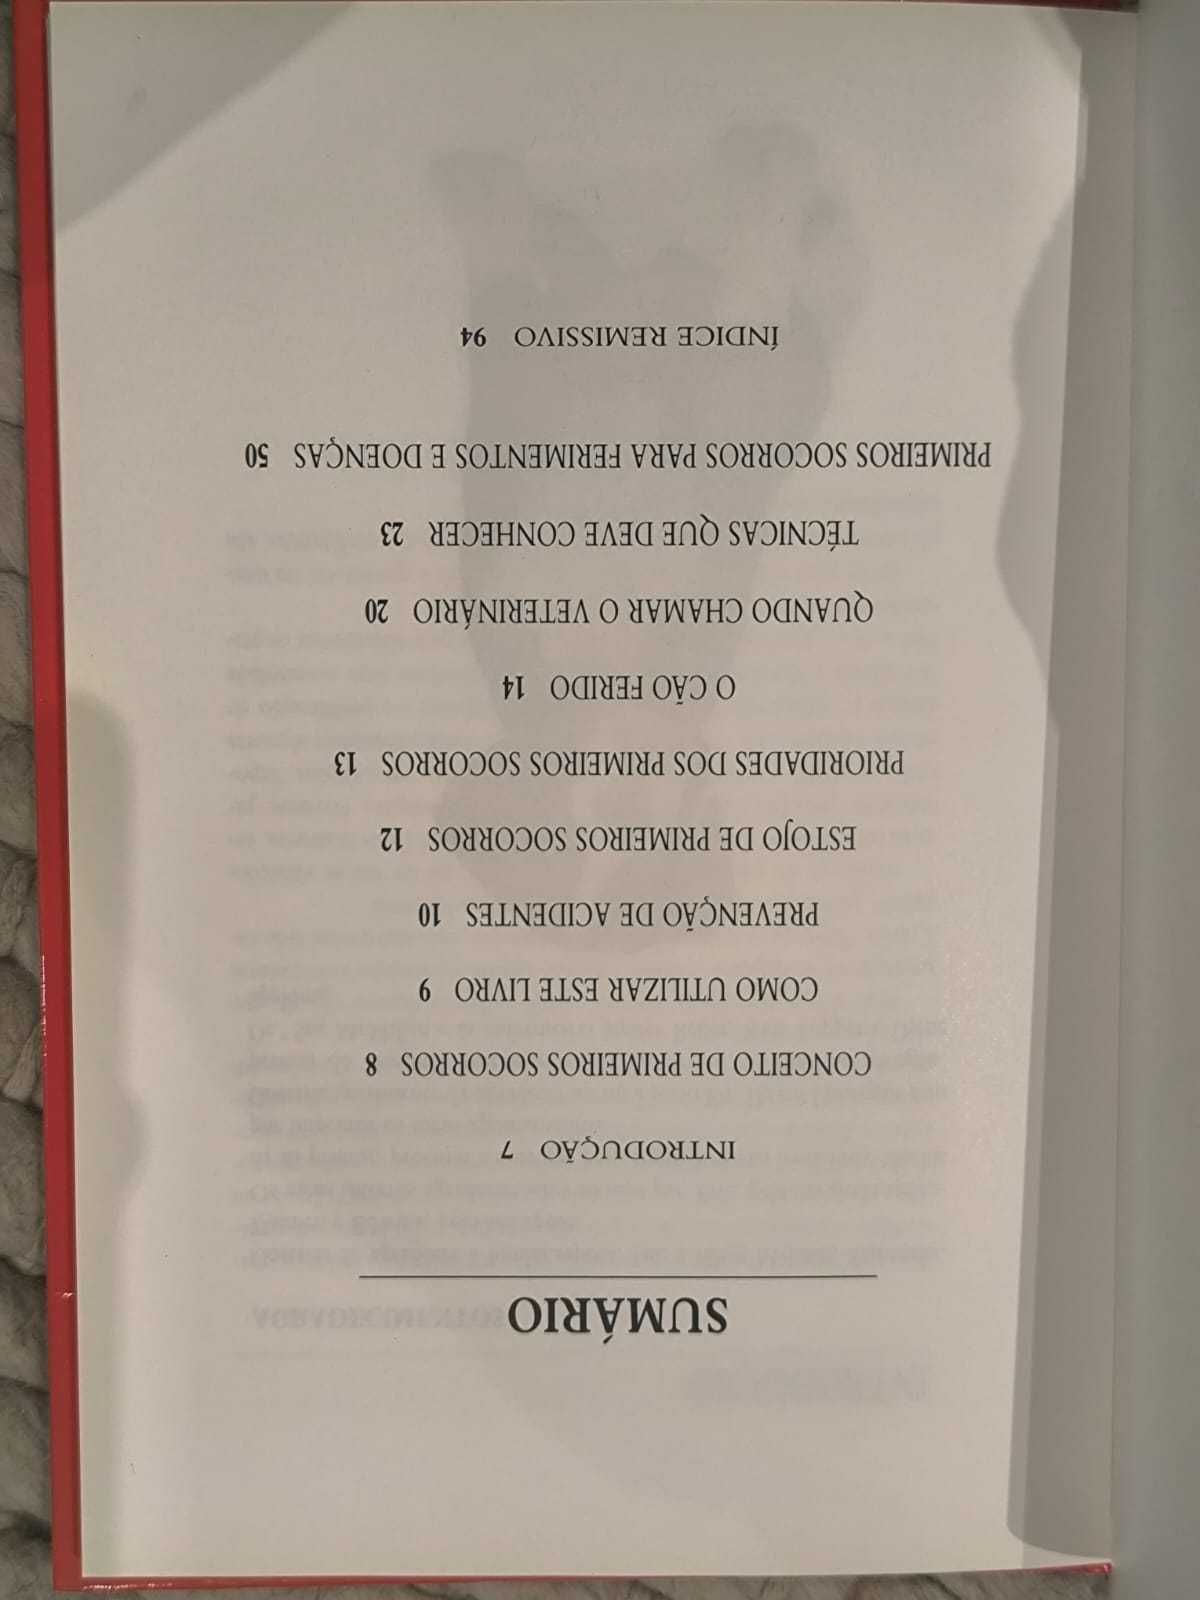 SUMÁRIO
INTRODUÇÃO 7
CONCEITO DE PRIMEIROS SOCORROS 8
COMO UTILIZAR ESTE LIVRO 9
PREVENÇÃO DE ACIDENTES 10
ESTOJO DE PRIMEIROS SOCORROS 12
PRIORIDADES DOS PRIMEIROS SOCORROS 13
O CÃO FERIDO 14
QUANDO CHAMAR O VETERINÁRIO 20
TÉCNICAS QUE DEVE CONHECER 23
PRIMEIROS SOCORROS PARA FERIMENTOS E DOENÇAS 50
ÍNDICE REMISSIVO 94